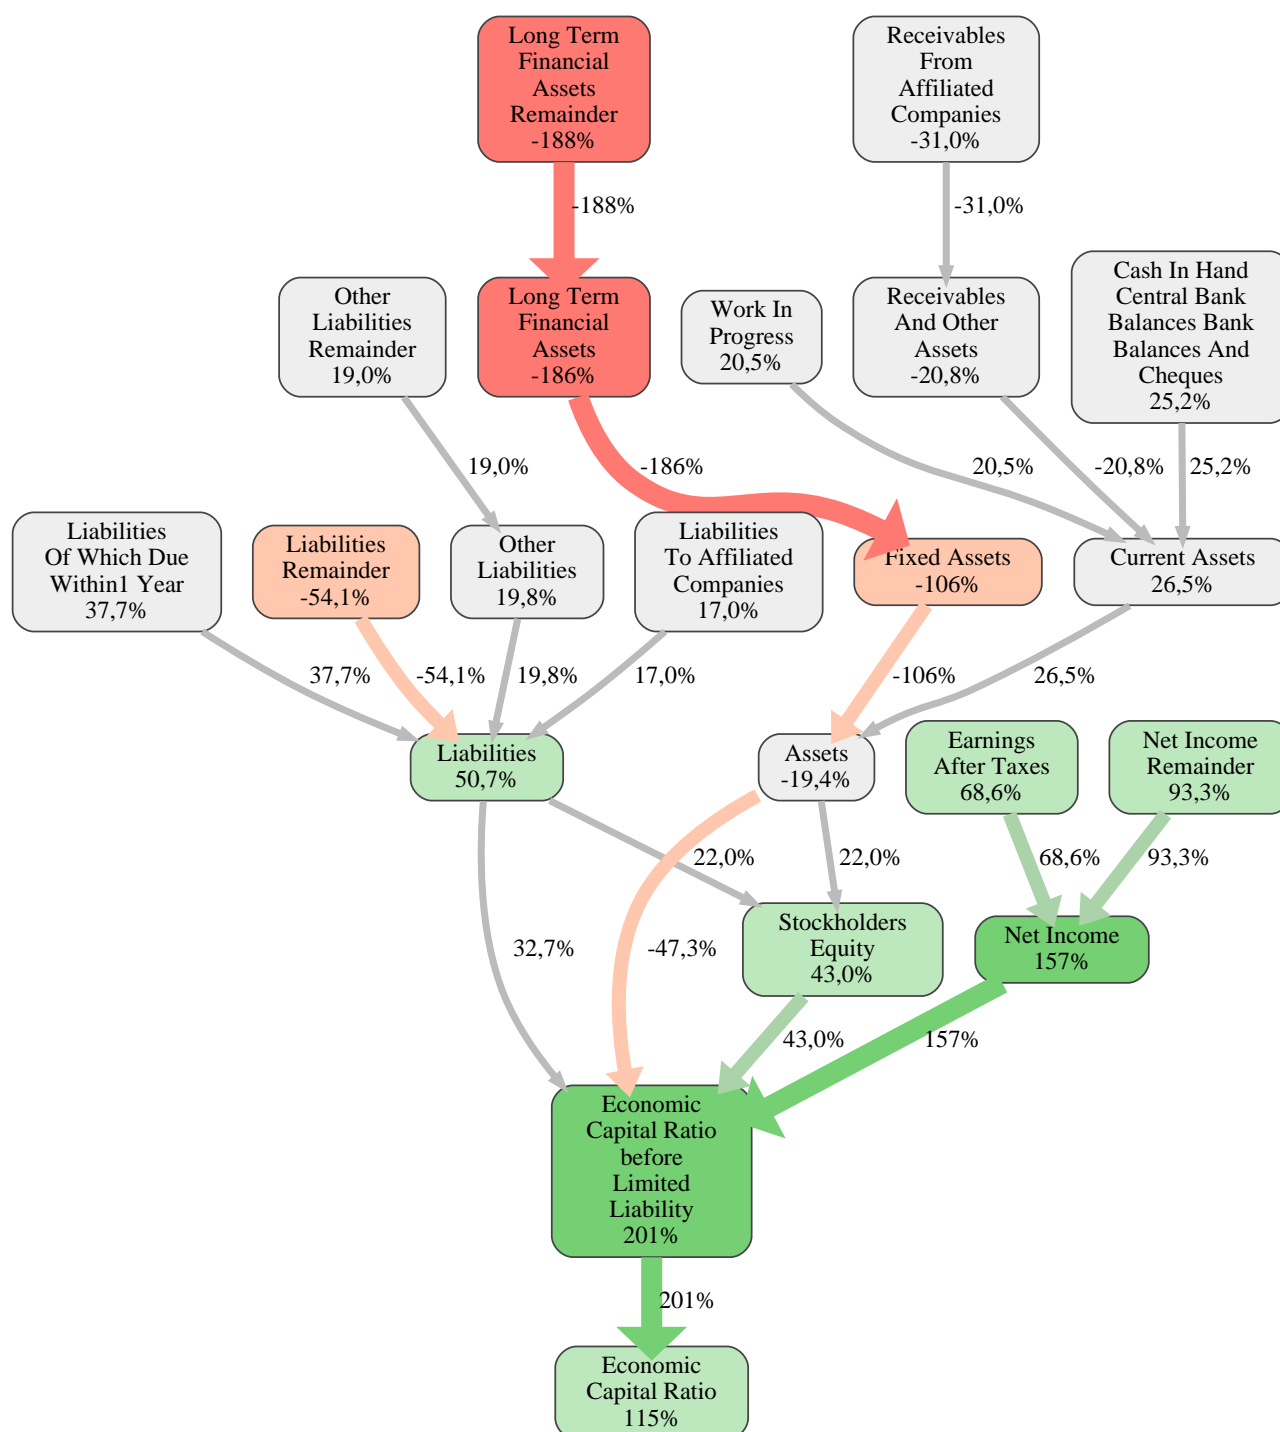 Long Term
Financial
Assets
Remainder
-188%
Receivables
From
Affiliated
Companies
-31,0%
-188%
-31,0%
Other
Liabilities
Remainder
19,0%
Long Term
Financial
Assets
-186%
Work In
Progress
20,5%
Receivables
And Other
Assets
-20,8%
Cash In Hand
Central Bank
Balances Bank
Balances And
Cheques
25,2%
19,0%
-186%
20,5%
-20,8%
25,2%
Liabilities
Of Which Due
Within1 Year
37,7%
Liabilities
Remainder
-54,1%
Other
Liabilities
19,8%
Liabilities
To Affiliated
Companies
17,0%
Fixed Assets
-106%
Current Assets
26,5%
37,7%
-54,1%
19,8%
17,0%
-106%
26,5%
Liabilities
50,7%
Assets
-19,4%
Earnings
After Taxes
68,6%
Net Income
Remainder
93,3%
22,0%
22,0%
68,6%
93,3%
Stockholders
Equity
43,0%
Net Income
157%
32,7%
-47,3%
43,0%
157%
Economic
Capital Ratio
before
Limited
Liability
201%
201%
Economic
Capital Ratio
115%